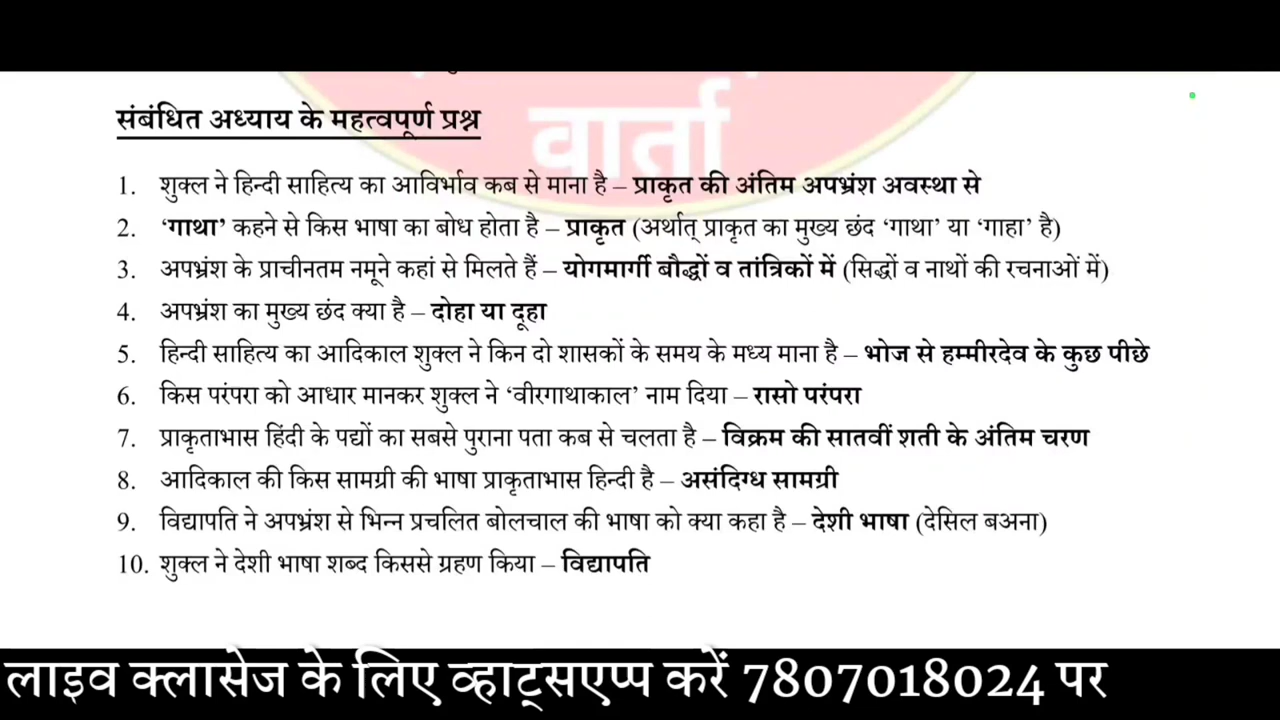 वार्ता
संबंधित अध्याय के महत्वपूर्ण प्रश्न
1. शुक्ल ने हिन्दी साहित्य का आविर्भाव कब से माना है – प्राकृत की अंतिम अपभ्रंश अवस्था से
2. ‘गाथा’ कहने से किस भाषा का बोध होता है – प्राकृत (अर्थात् प्राकृत का मुख्य छंद ‘गाथा’ या ‘गाहा’ है)
3. अपभ्रंश के प्राचीनतम नमूने कहां से मिलते हैं – योगमार्गी बौद्धों व तांत्रिकों में (सिद्धों व नाथों की रचनाओं में)
4. अपभ्रंश का मुख्य छंद क्या है – दोहा या दूहा
5. हिन्दी साहित्य का आदिकाल शुक्ल ने किन दो शासकों के समय के मध्य माना है – भोज से हम्मीरदेव के कुछ पीछे
6. किस परंपरा को आधार मानकर शुक्ल ने ‘वीरगाथाकाल’ नाम दिया – रासो परंपरा
7. प्राकृताभास हिंदी के पद्यों का सबसे पुराना पता कब से चलता है – विक्रम की सातवीं शती के अंतिम चरण
8. आदिकाल की किस सामग्री की भाषा प्राकृताभास हिन्दी है – असंदिग्ध सामग्री
9. विद्यापति ने अपभ्रंश से भिन्न प्रचलित बोलचाल की भाषा को क्या कहा है – देशी भाषा (देसिल बअना)
10. शुक्ल ने देशी भाषा शब्द किससे ग्रहण किया – विद्यापति
लाइव क्लासेज के लिए व्हाट्सएप्प करें 7807018024 पर